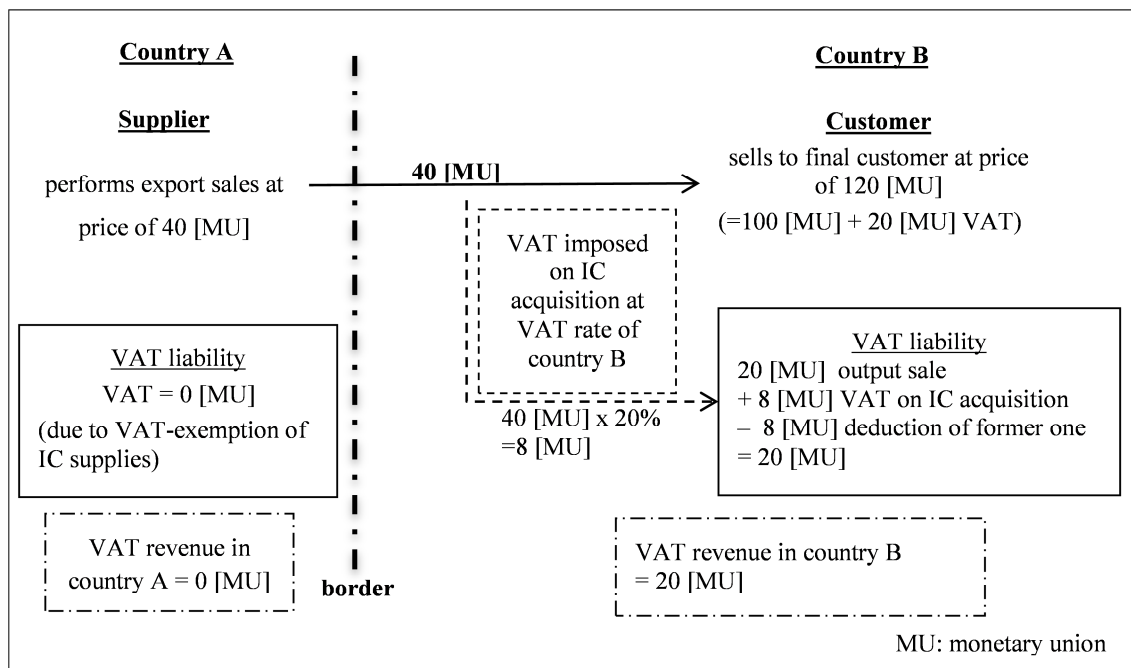 Country A
Country B
Supplier
Customer
performs export sales at
price of 40 [MU]
40 [MU]
sells to final customer at price
of 120 [MU]
(=100 [MU] + 20 [MU] VAT)
VAT imposed
on IC
acquisition at
VAT rate of
country B
VAT liability
VAT = 0 [MU]
(due to VAT-exemption of
IC supplies)
40 [MU] x 20%
=8 [MU]
VAT liability
20 [MU] output sale
+ 8 [MU] VAT on IC acquisition
– 8 [MU] deduction of former one
= 20 [MU]
VAT revenue in
country A = 0 [MU]
border
VAT revenue in country B
= 20 [MU]
MU: monetary union